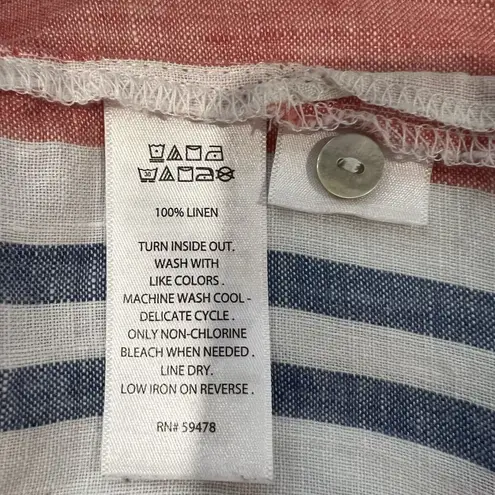 30
100% LINEN
TURN INSIDE OUT.
WASH WITH
LIKE COLORS .
MACHINE WASH COOL -
DELICATE CYCLE .
ONLY NON-CHLORINE
BLEACH WHEN NEEDED .
LINE DRY.
LOW IRON ON REVERSE .
RN# 59478